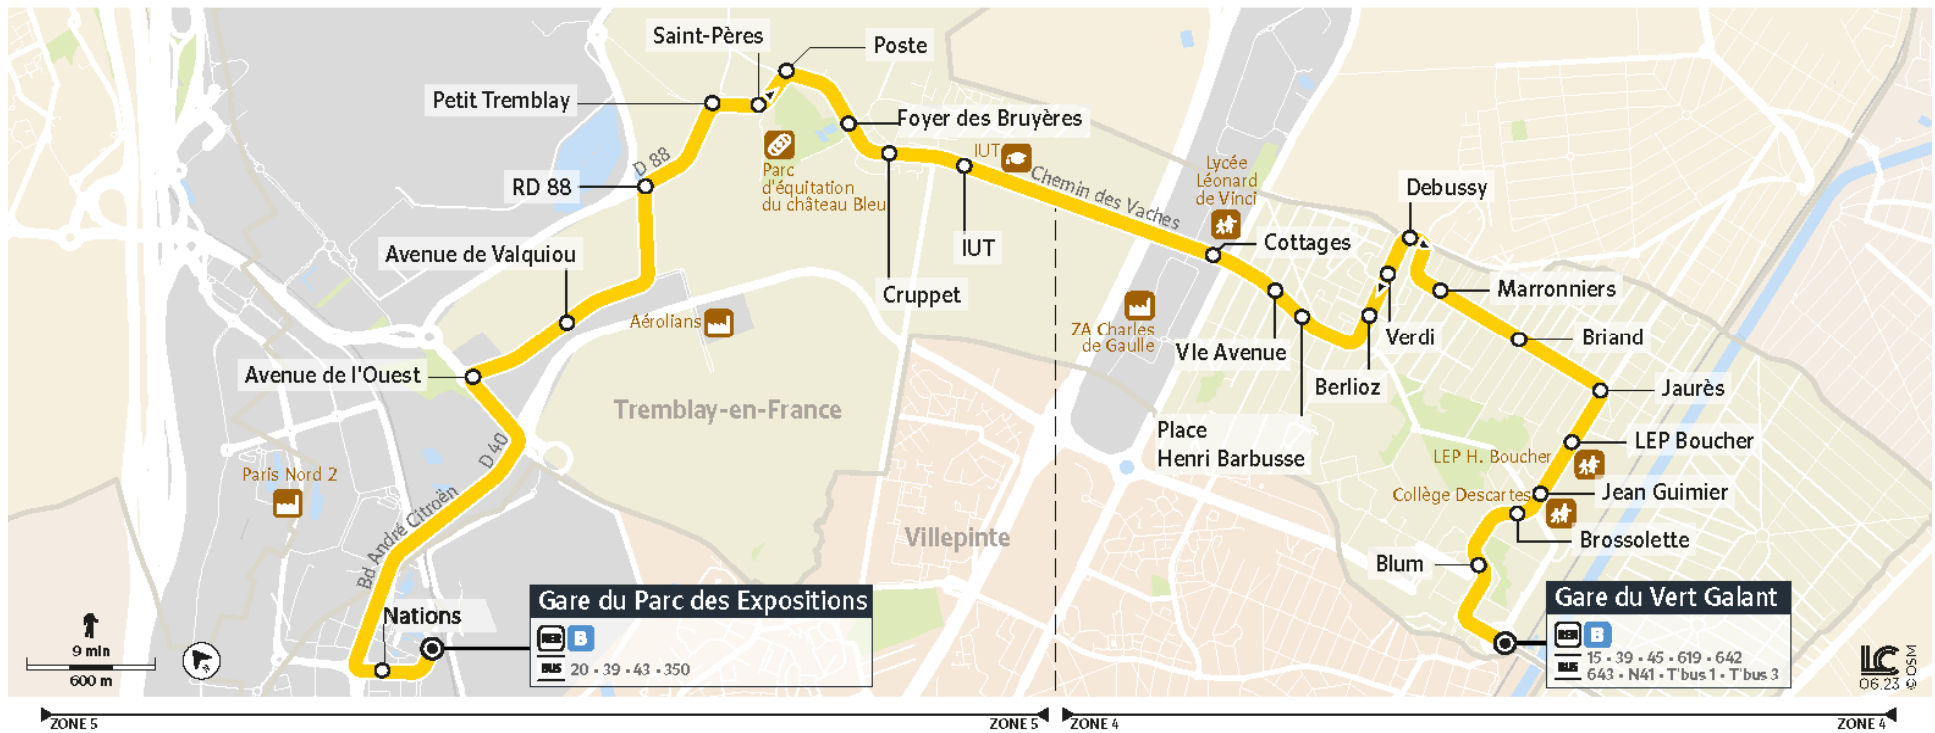 Saint-Pères
Poste
Petit Tremblay
Foyer des Bruyères
D 88
IUT
Parc
d'équitation
du château Bleu
Chemin des Vaches
Lycée
Léonard
de Vinci
RD 88
Debussy
Cottages
IUT
Avenue de Valquiou
Cruppet
Marronniers
Aérolians
ZA Charles
de Gaulle
Verdi
Briand
VIe Avenue
Avenue de l'Ouest
Berlioz
Jaurès
Tremblay-en-France
Place
Henri Barbusse
LEP Boucher
D 40
LEP H. Boucher
Paris Nord 2
Collège Descartes
Jean Guimier
Bd André Citroën
Villepinte
Brossolette
Blum
Nations
Gare du Parc des Expositions
RER B
BUS 20 • 39 • 43 • 350
Gare du Vert Galant
RER B
BUS 15 • 39 • 45 • 619 • 642
643 • N41 • T'bus 1 • T'bus 3
9 min
600 m
LC
06.23 © OSM
ZONE 5
ZONE 5
ZONE 4
ZONE 4